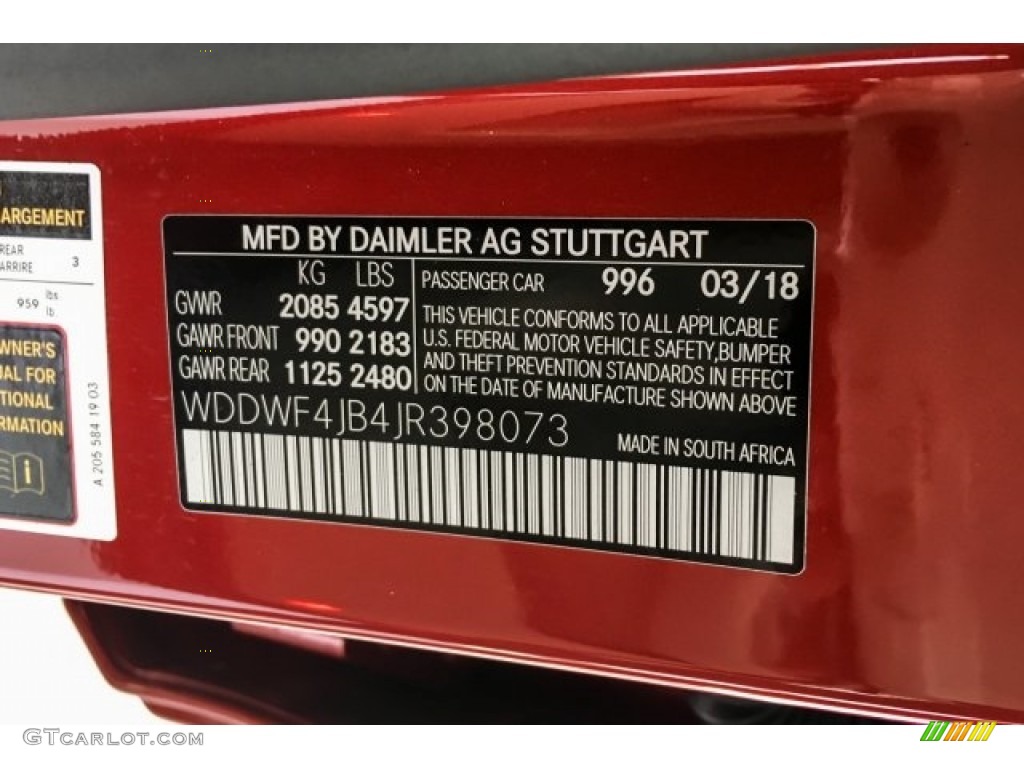 ARGEMENT
REAR
ARRIRE 3
959 lbs
lb.
WNER'S
UAL FOR
TIONAL
RMATION
A 205 584 19 03
MFD BY DAIMLER AG STUTTGART
KG LBS
GVWR 2085 4597
GAWR FRONT 990 2183
GAWR REAR 1125 2480
PASSENGER CAR 996 03/18
THIS VEHICLE CONFORMS TO ALL APPLICABLE
U.S. FEDERAL MOTOR VEHICLE SAFETY,BUMPER
AND THEFT PREVENTION STANDARDS IN EFFECT
ON THE DATE OF MANUFACTURE SHOWN ABOVE
WDDWF4JB4JR398073
MADE IN SOUTH AFRICA
GTCARLOT.COM